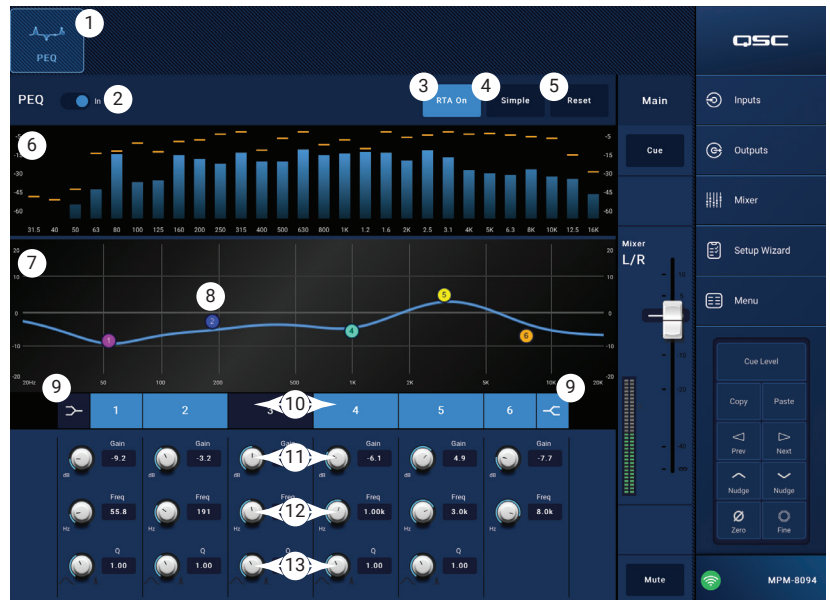 1
PEQ
QSC
PEQ In 2
3 4 5
RTA On Simple Reset
Main
Inputs
6
-5 -5
-15 -15
-30 -30
-45 -45
-60 -60
31.5 40 50 63 80 100 125 160 200 250 315 400 500 630 800 1K 1.2 1.6 2K 2.5 3.1 4K 5K 6.3 8K 10K 12.5 16K
Cue
Outputs
Mixer
7
20 20
10 10
0 0
-10 -10
-20 -20
8
1 2 4 5 6
20Hz 50 100 200 500 1K 2K 5K 10K 20K
Mixer
L/R
10
5
-10
-20
-40
Setup Wizard
Menu
9 10 9
1 2 3 4 5 6
Gain Gain Gain Gain Gain Gain
dB -9.2 dB -3.2 dB 11 dB -6.1 dB 4.9 dB -7.7
Freq Freq Freq Freq Freq Freq
Hz 55.8 Hz 191 Hz 12 Hz 1.00k Hz 3.0k Hz 8.0k
Q Q Q Q Q
1.00 1.00 13 1.00 1.00
Cue Level
Copy Paste
Prev Next
Nudge Nudge
Zero Fine
Mute
MPM-8094